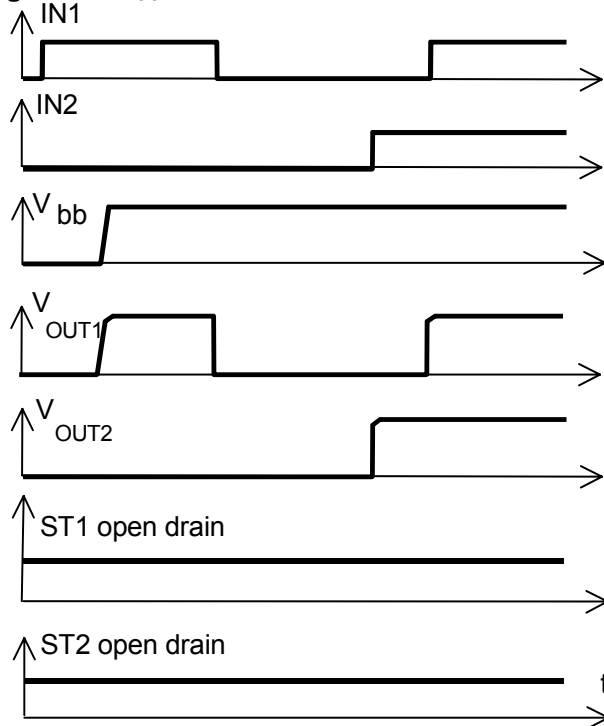 IN1
IN2
V bb
V OUT1
V OUT2
ST1 open drain
ST2 open drain
t